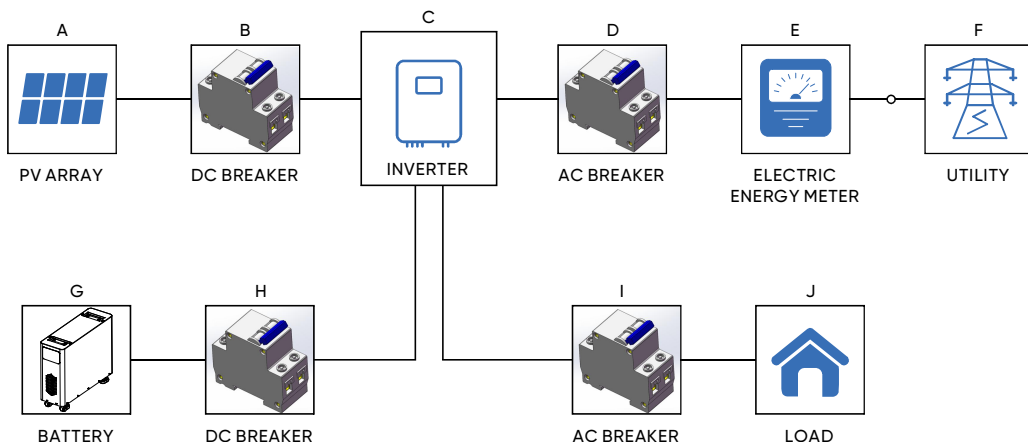 A
B
C
D
E
F
PV ARRAY
DC BREAKER
INVERTER
AC BREAKER
ELECTRIC
ENERGY METER
UTILITY
G
H
I
J
BATTERY
DC BREAKER
AC BREAKER
LOAD